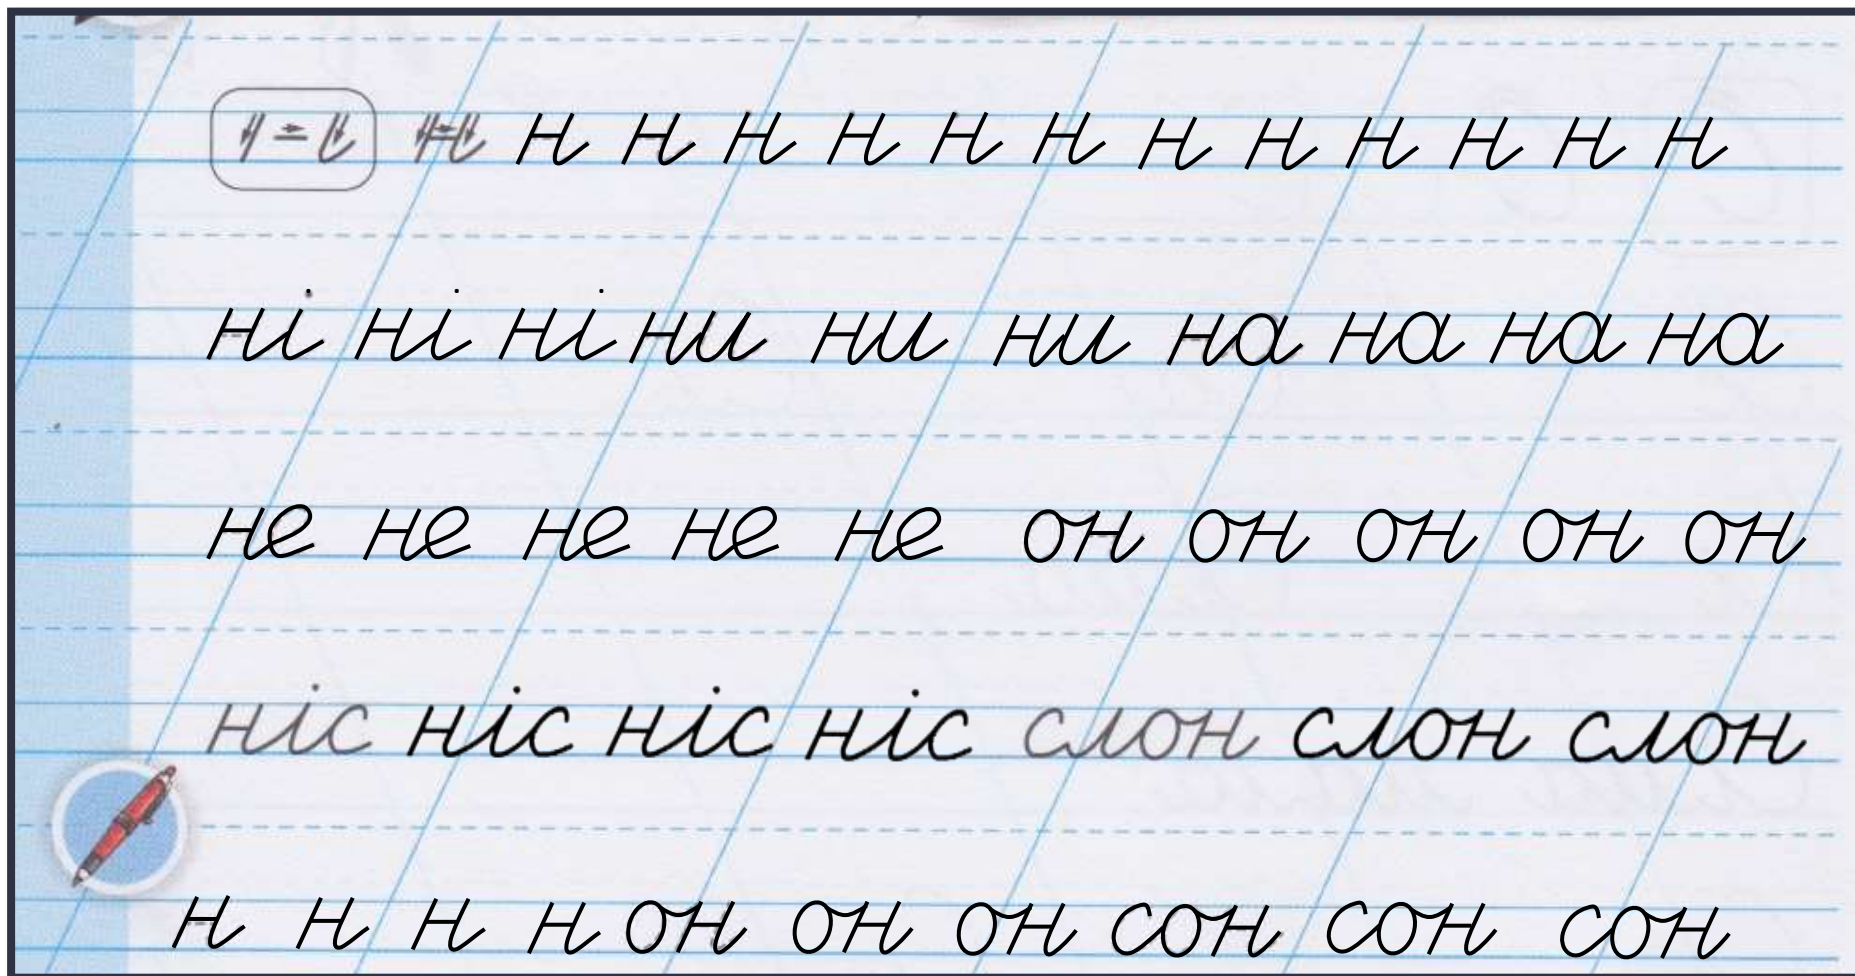 н н н н н н н н н н н н н
ні ні ні ни ни ни на на на на
не не не не не он он он он он
ніс ніс ніс ніс слон слон слон
н н н н он он он сон сон сон